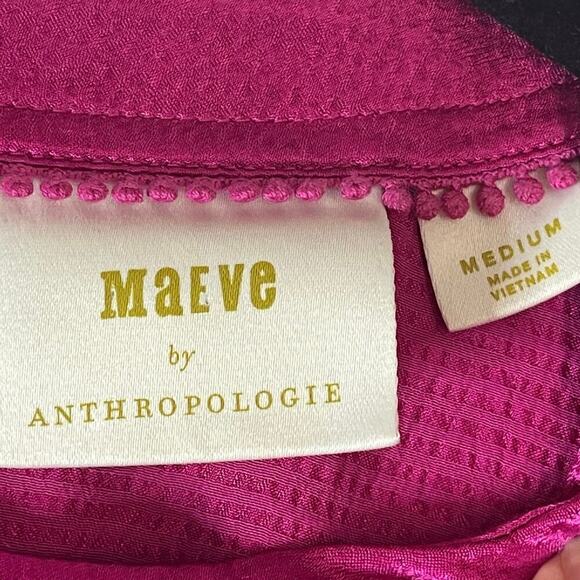 MaEve
by
ANTHROPOLOGIE
MEDIUM
MADE IN
VIETNAM